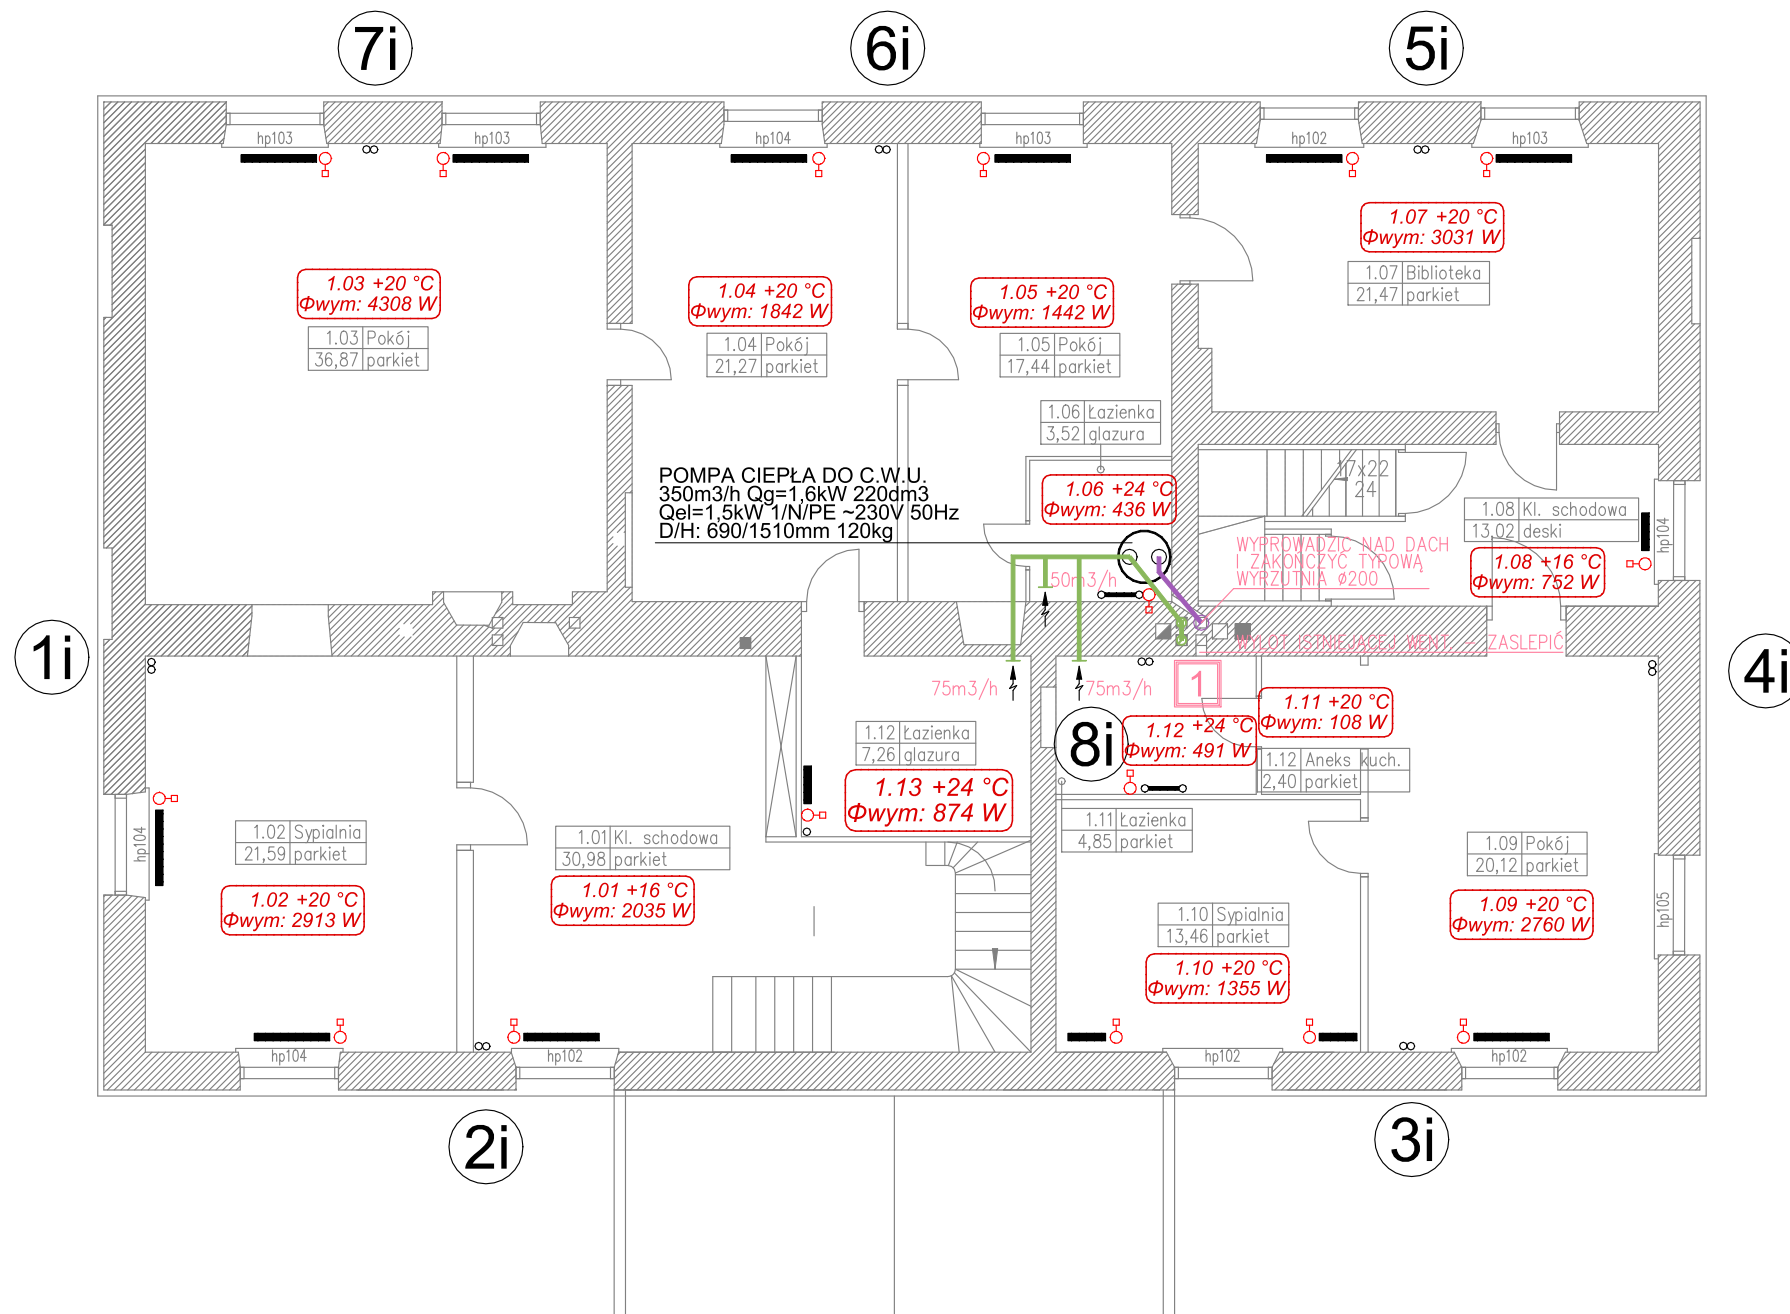 7i
6i
5i
hp103
hp103
hp104
hp103
hp102
hp103
1.03 +20 °C
Φwym: 4308 W
1.03 Pokój
36,87 parkiet
1.04 +20 °C
Φwym: 1842 W
1.04 Pokój
21,27 parkiet
1.05 +20 °C
Φwym: 1442 W
1.05 Pokój
17,44 parkiet
1.07 +20 °C
Φwym: 3031 W
1.07 Biblioteka
21,47 parkiet
1.06 Łazienka
3,52 glazura
1.06 +24 °C
Φwym: 436 W
POMPA CIEPŁA DO C.W.U.
350m3/h Qg=1,6kW 220dm3
Qel=1,5kW 1/N/PE ~230V 50Hz
D/H: 690/1510mm 120kg
17x22
24
1.08 Kl. schodowa
13,02 deski
hp104
1.08 +16 °C
Φwym: 752 W
WYPROWADZIĆ NAD DACH
I ZAKOŃCZYĆ TYPOWĄ
WYRZUTNIA Ø200
50m3/h
WYLOT ISTNIEJĄCEJ WENT. – ZASLEPIĆ
1i
4i
75m3/h
75m3/h
1
8i
1.12 +24 °C
Φwym: 491 W
1.11 +20 °C
Φwym: 108 W
1.12 Łazienka
7,26 glazura
1.13 +24 °C
Φwym: 874 W
1.12 Aneks kuch.
2,40 parkiet
hp104
1.02 Sypialnia
21,59 parkiet
1.02 +20 °C
Φwym: 2913 W
1.01 Kl. schodowa
30,98 parkiet
1.01 +16 °C
Φwym: 2035 W
1.11 Łazienka
4,85 parkiet
1.10 Sypialnia
13,46 parkiet
1.10 +20 °C
Φwym: 1355 W
1.09 Pokój
20,12 parkiet
1.09 +20 °C
Φwym: 2760 W
hp105
hp104
hp102
hp102
hp102
2i
3i